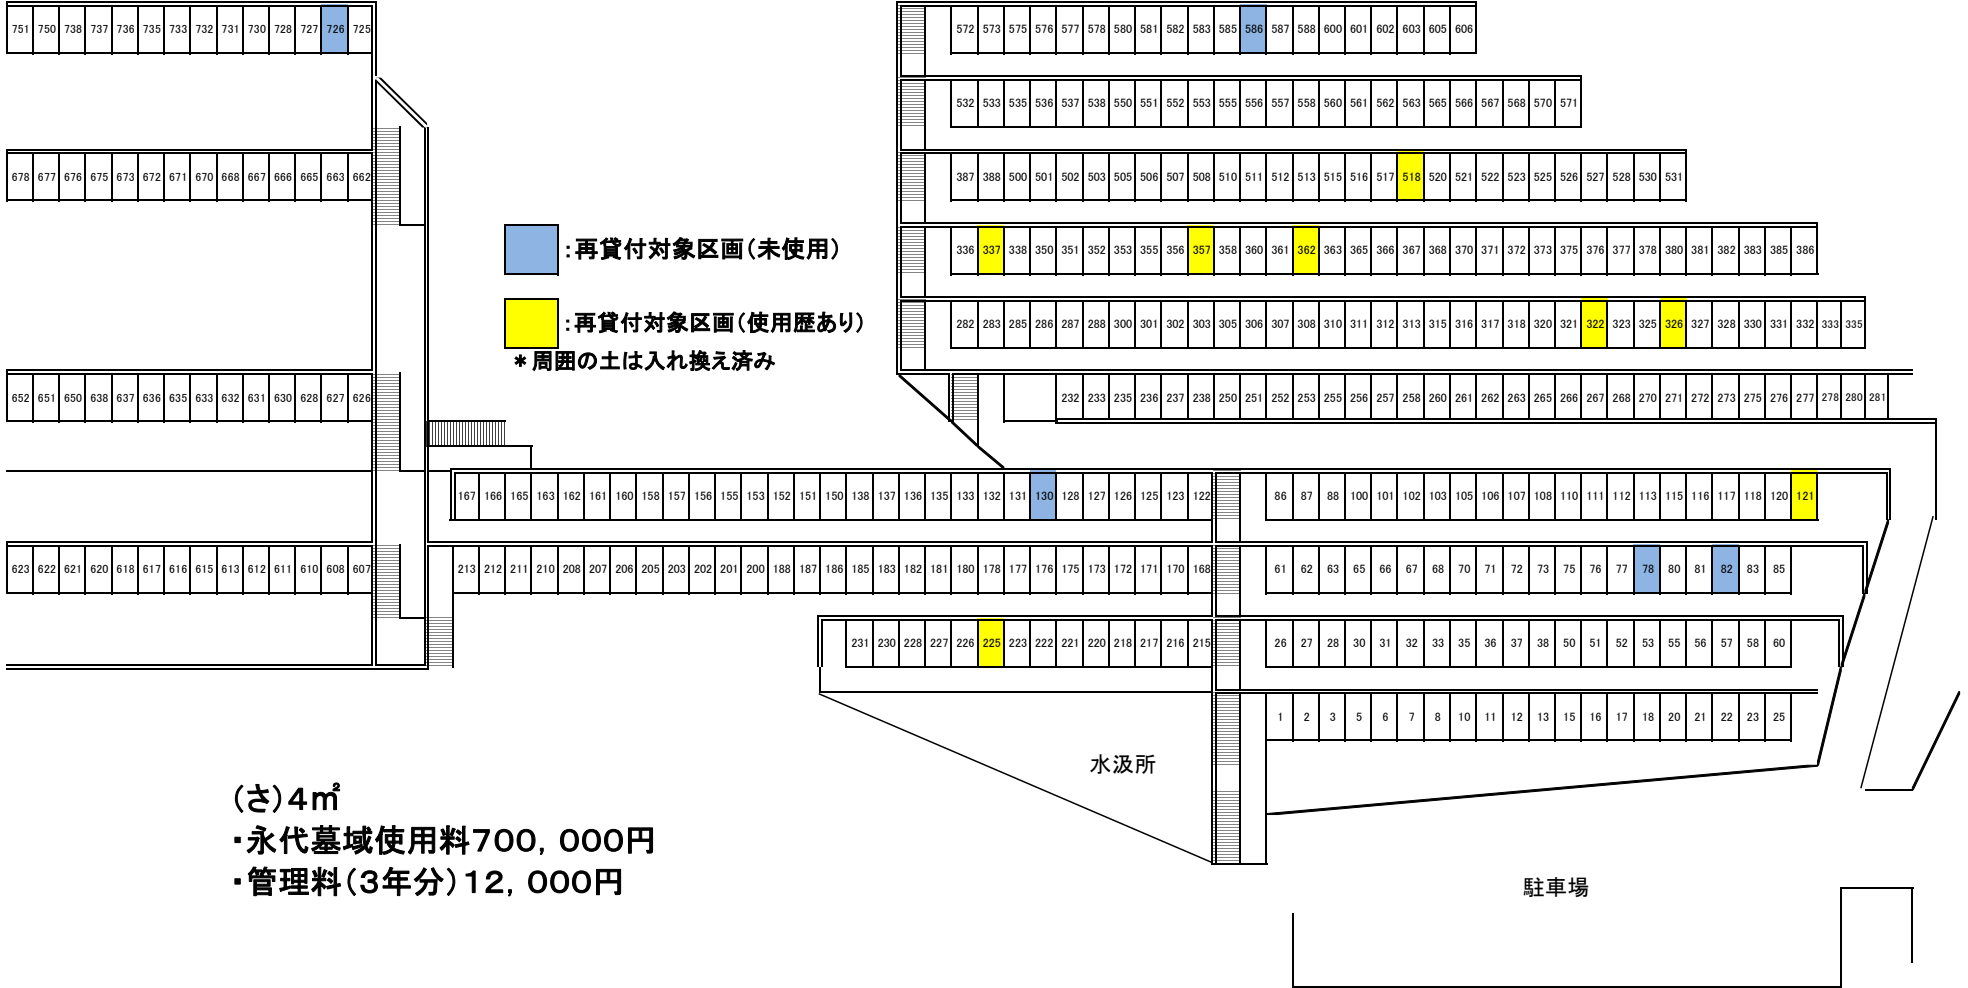 751 750 738 737 736 735 733 732 731 730 728 727 726 725
572 573 575 576 577 578 580 581 582 583 585 586 587 588 600 601 602 603 605 606
532 533 535 536 537 538 550 551 552 553 555 556 557 558 560 561 562 563 565 566 567 568 570 571
678 677 676 675 673 672 671 670 668 667 666 665 663 662
387 388 500 501 502 503 505 506 507 508 510 511 512 513 515 516 517 518 520 521 522 523 525 526 527 528 530 531
:再貸付対象区画(未使用)
336 337 338 350 351 352 353 355 356 357 358 360 361 362 363 365 366 367 368 370 371 372 373 375 376 377 378 380 381 382 383 385 386
:再貸付対象区画(使用歴あり)
282 283 285 286 287 288 300 301 302 303 305 306 307 308 310 311 312 313 315 316 317 318 320 321 322 323 325 326 327 328 330 331 332 333 335
*周囲の土は入れ換え済み
652 651 650 638 637 636 635 633 632 631 630 628 627 626
232 233 235 236 237 238 250 251 252 253 255 256 257 258 260 261 262 263 265 266 267 268 270 271 272 273 275 276 277 278 280 281
167 166 165 163 162 161 160 158 157 156 155 153 152 151 150 138 137 136 135 133 132 131 130 128 127 126 125 123 122
86 87 88 100 101 102 103 105 106 107 108 110 111 112 113 115 116 117 118 120 121
623 622 621 620 618 617 616 615 613 612 611 610 608 607
213 212 211 210 208 207 206 205 203 202 201 200 188 187 186 185 183 182 181 180 178 177 176 175 173 172 171 170 168
61 62 63 65 66 67 68 70 71 72 73 75 76 77 78 80 81 82 83 85
231 230 228 227 226 225 223 222 221 220 218 217 216 215
26 27 28 30 31 32 33 35 36 37 38 50 51 52 53 55 56 57 58 60
1 2 3 5 6 7 8 10 11 12 13 15 16 17 18 20 21 22 23 25
水汲所
(さ)4㎡
・永代墓域使用料700,000円
・管理料(3年分)12,000円
駐車場